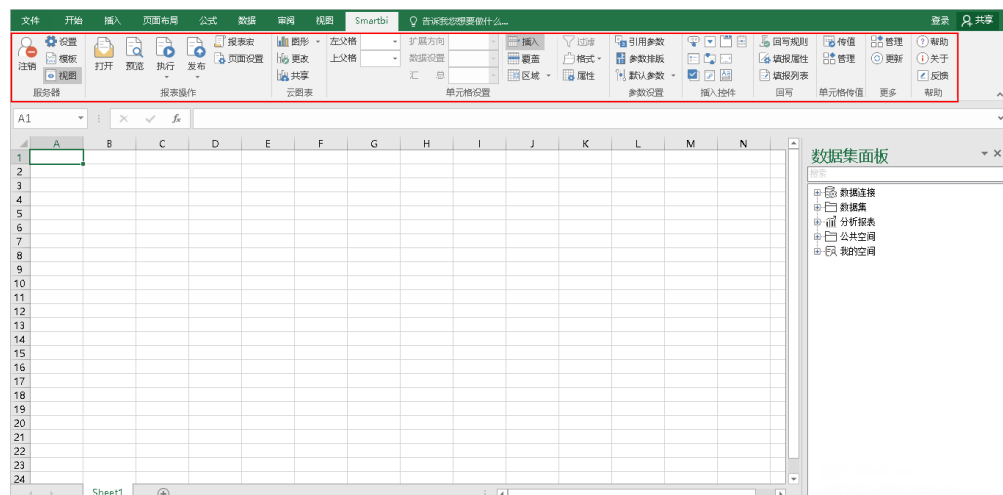 文件 开始 插入 页面布局 公式 数据 审阅 视图 Smartbi 告诉我您想要做什么... 登录 共享
设置 报表宏 图形 左父格 扩展方向 插入 过滤 引用参数 回写规则 传值 管理 帮助
注销 模板 打开 预览 执行 发布 页面设置 更改 上父格 数据设置 覆盖 格式 参数排版 填报属性 管理 更新 关于
视图 共享 汇 总 区域 属性 默认参数 填报列表 反馈
服务器 报表操作 云图表 单元格设置 参数设置 插入控件 回写 单元格传值 更多 帮助
A1 fx
A B C D E F G H I J K L M N
数据集面板
搜索
1
2
3
4
5
6
7
8
9
10
11
12
13
14
15
16
17
18
19
20
21
22
23
24
数据连接
数据集
分析报表
公共空间
我的空间
Sheet1